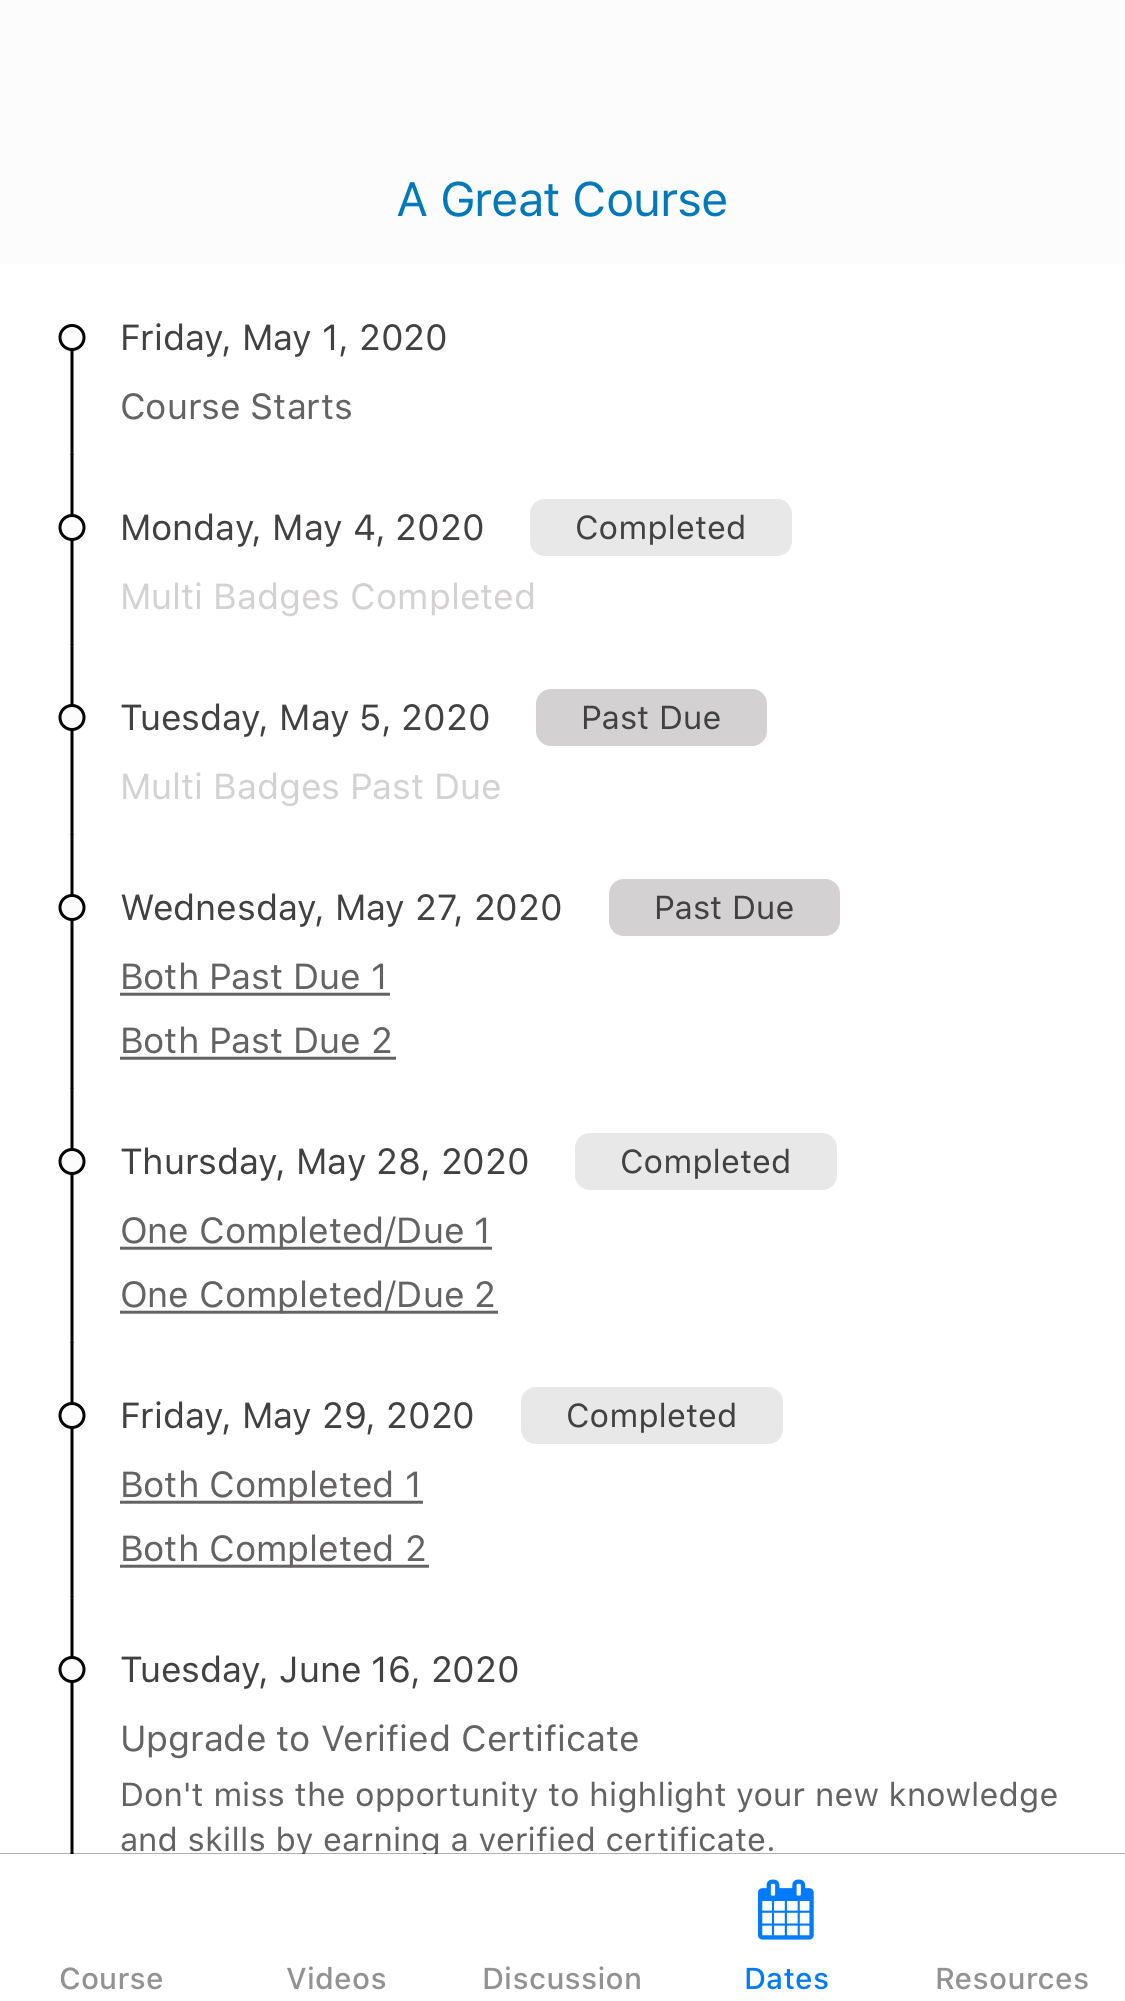 A Great Course
Friday, May 1, 2020
Course Starts
Monday, May 4, 2020 Completed
Multi Badges Completed
Tuesday, May 5, 2020 Past Due
Multi Badges Past Due
Wednesday, May 27, 2020 Past Due
Both Past Due 1
Both Past Due 2
Thursday, May 28, 2020 Completed
One Completed/Due 1
One Completed/Due 2
Friday, May 29, 2020 Completed
Both Completed 1
Both Completed 2
Tuesday, June 16, 2020
Upgrade to Verified Certificate
Don't miss the opportunity to highlight your new knowledge
and skills by earning a verified certificate.
Course Videos Discussion Dates Resources